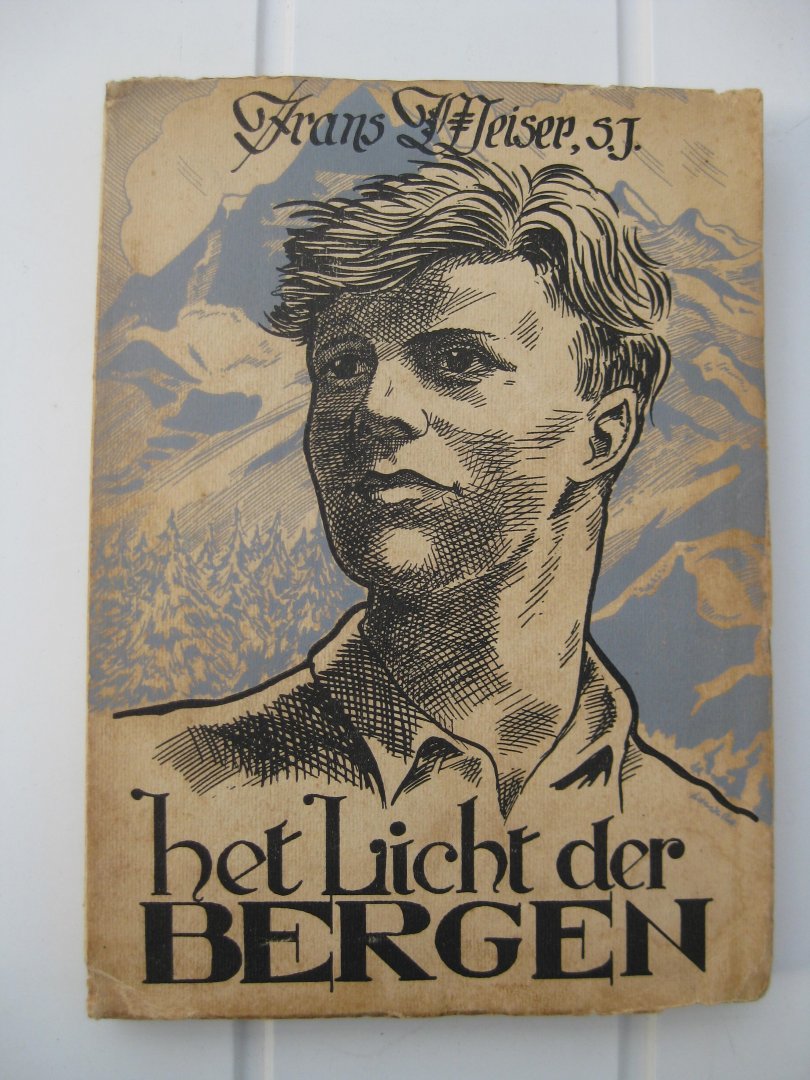 Frans Weiser, S.J.
het Licht der
BERGEN